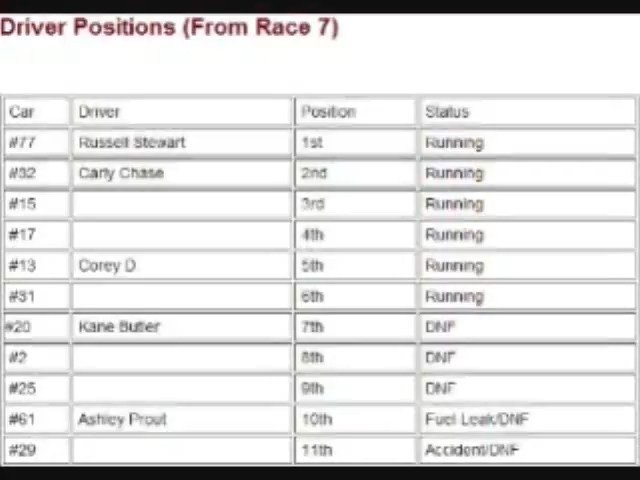 Driver Positions (From Race 7)
Car Driver Position Status
#77 Russell Stewart 1st Running
#32 Carly Chase 2nd Running
#15 3rd Running
#17 4th Running
#13 Corey D 5th Running
#31 6th Running
#20 Kane Butler 7th DNF
#2 8th DNF
#25 9th DNF
#61 Ashley Prout 10th Fuel Leak/DNF
#29 11th Accident/DNF